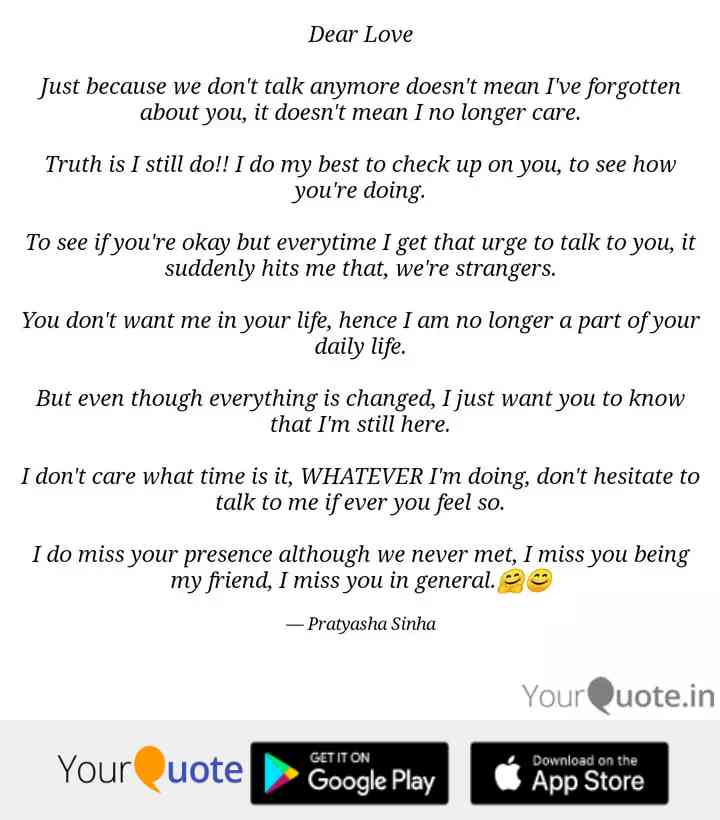 Dear Love
Just because we don't talk anymore doesn't mean I've forgotten
about you, it doesn't mean I no longer care.
Truth is I still do!! I do my best to check up on you, to see how
you're doing.
To see if you're okay but everytime I get that urge to talk to you, it
suddenly hits me that, we're strangers.
You don't want me in your life, hence I am no longer a part of your
daily life.
But even though everything is changed, I just want you to know
that I'm still here.
I don't care what time is it, WHATEVER I'm doing, don't hesitate to
talk to me if ever you feel so.
I do miss your presence although we never met, I miss you being
my friend, I miss you in general.🤗😊
— Pratyasha Sinha
YourQuote.in
YourQuote
GET IT ON
Google Play
Download on the
App Store